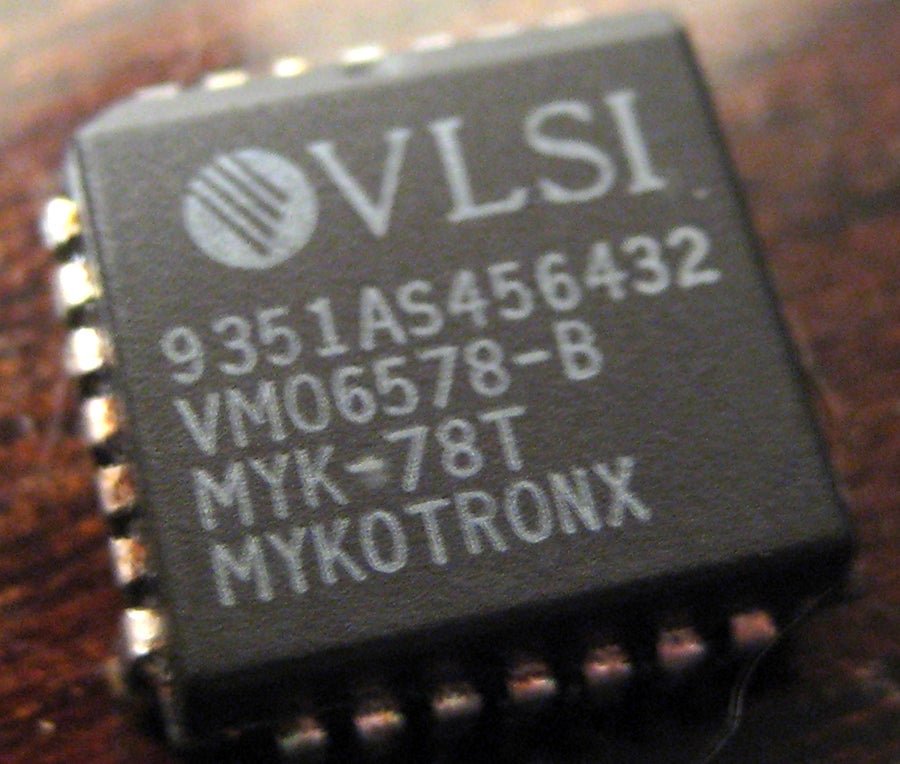 VLSI
9351AS456432
VM06578-B
MYK-78T
MYKOTRONX